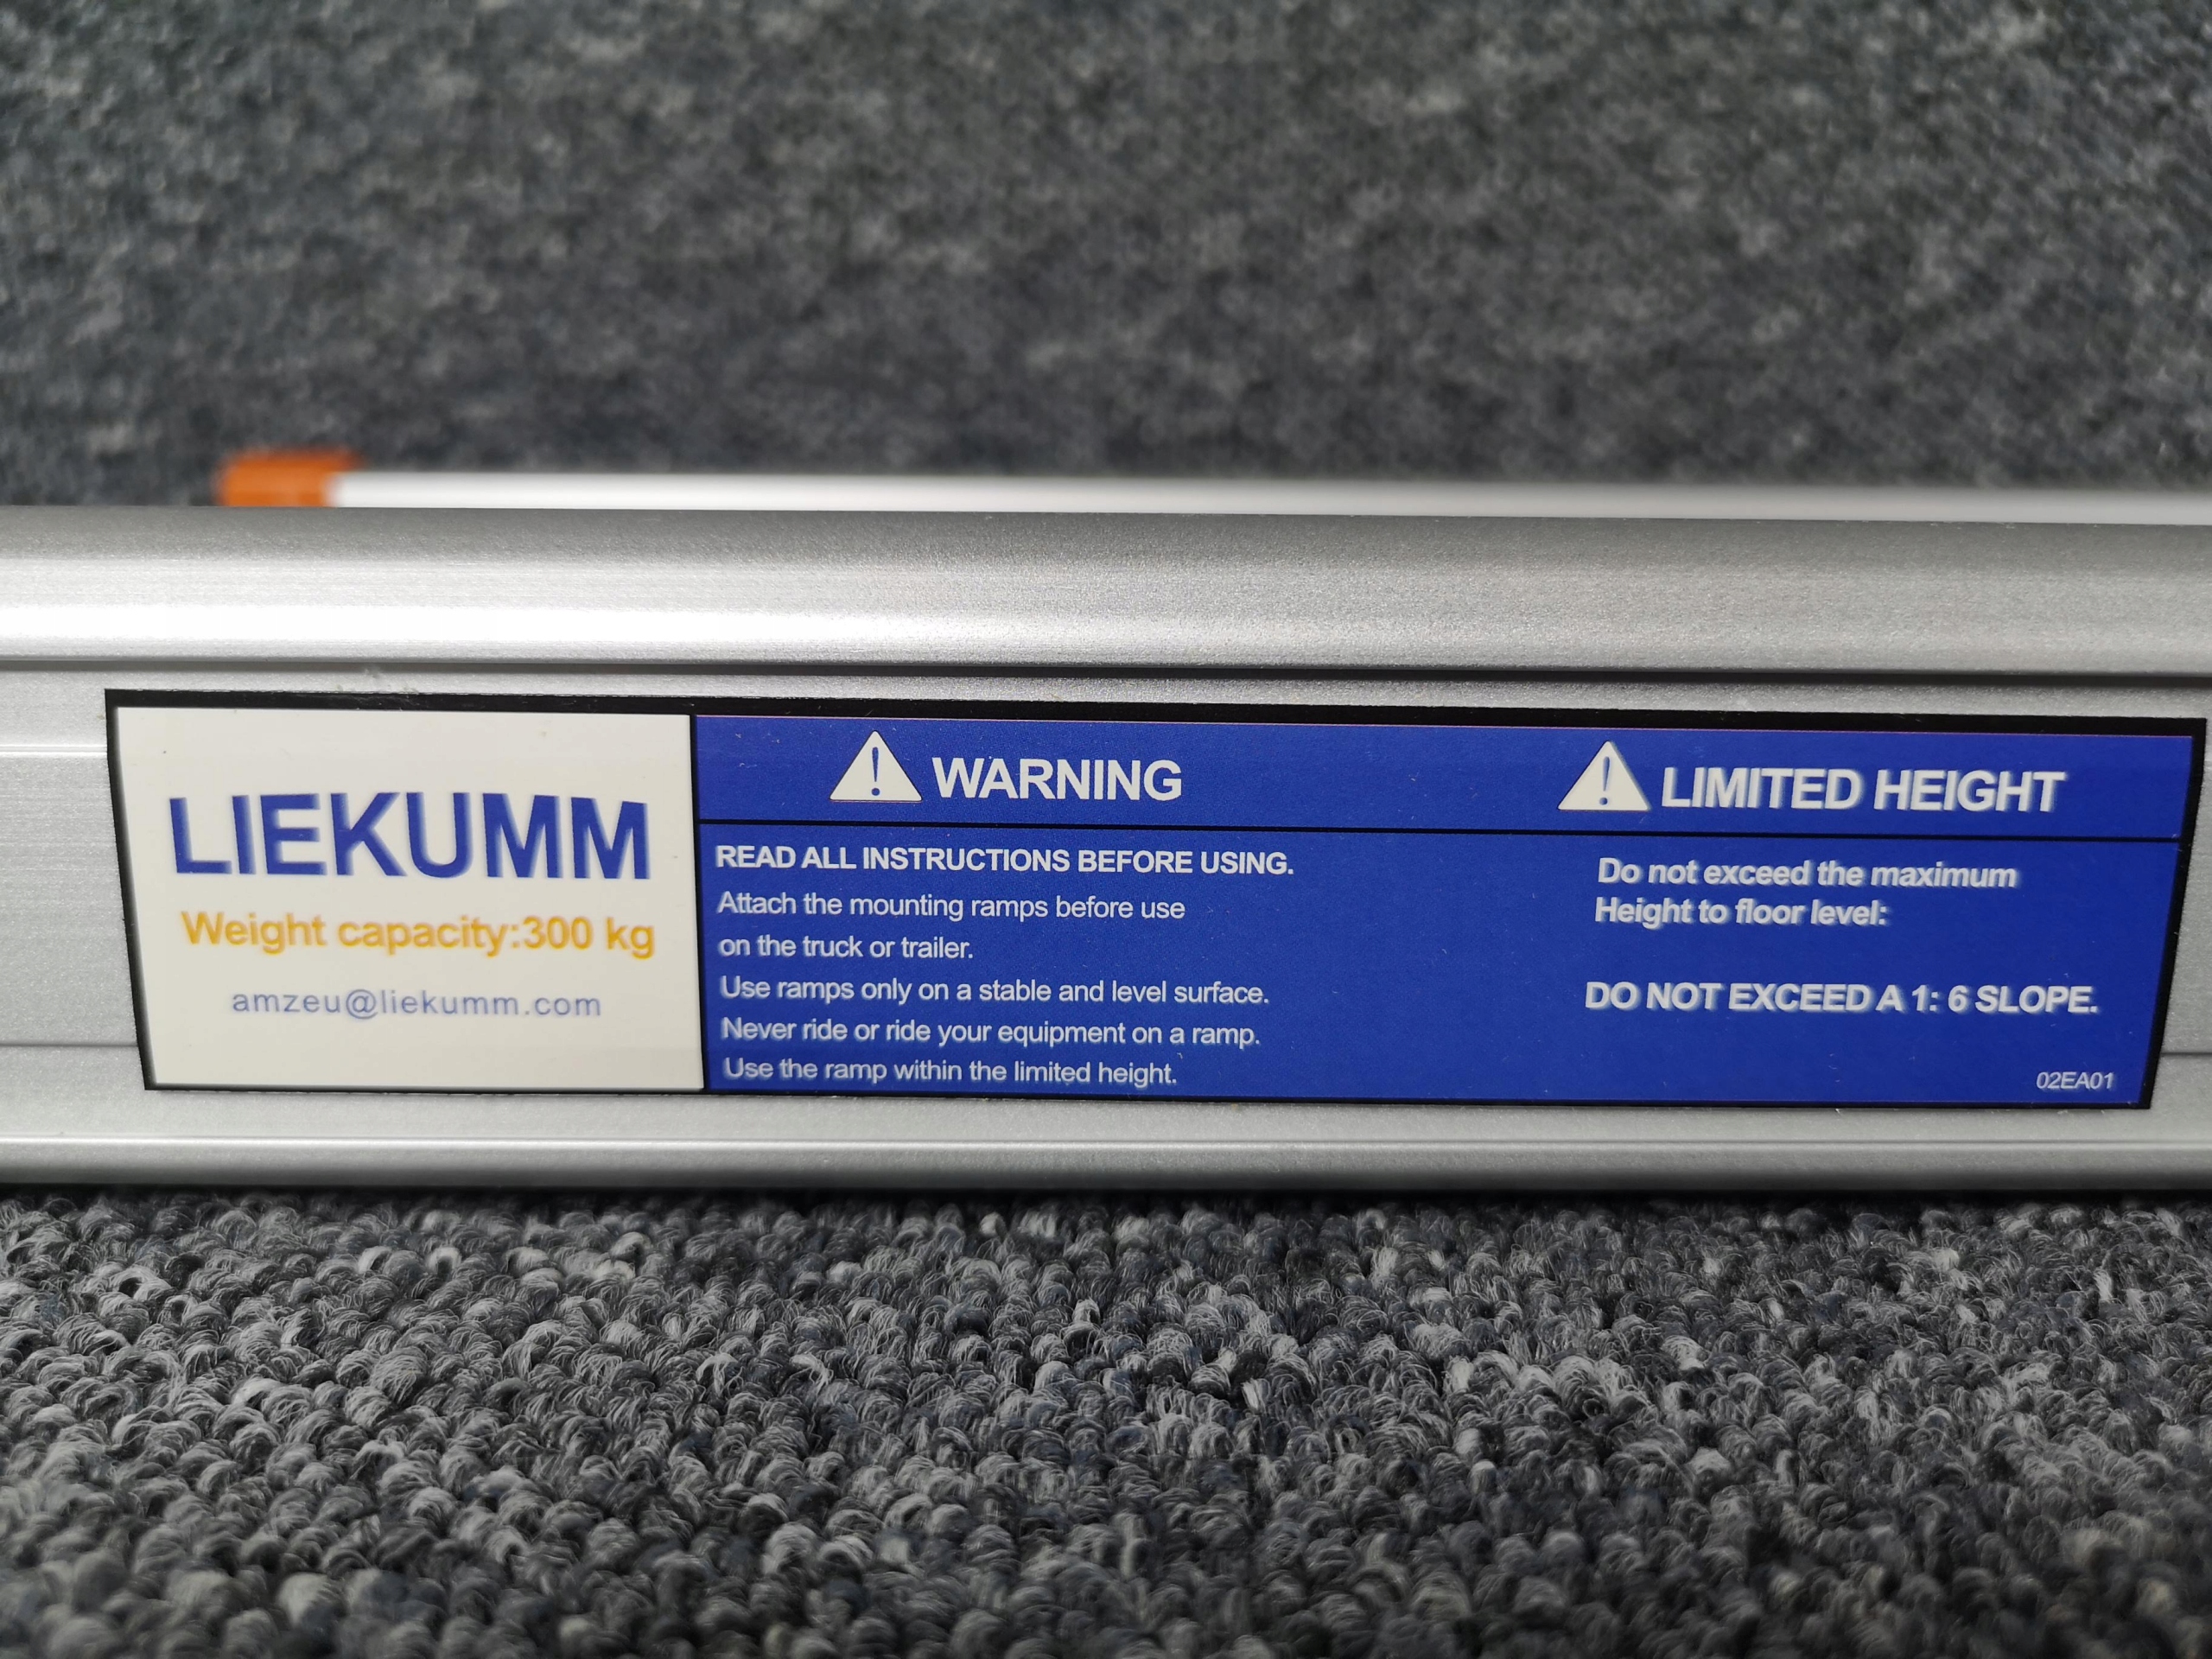 LIEKUMM
Weight capacity:300 kg
amzeu@liekumm.com
WARNING
READ ALL INSTRUCTIONS BEFORE USING.
Attach the mounting ramps before use
on the truck or trailer.
Use ramps only on a stable and level surface.
Never ride or ride your equipment on a ramp.
Use the ramp within the limited height.
LIMITED HEIGHT
Do not exceed the maximum
Height to floor level:
DO NOT EXCEED A 1: 6 SLOPE.
02EA01